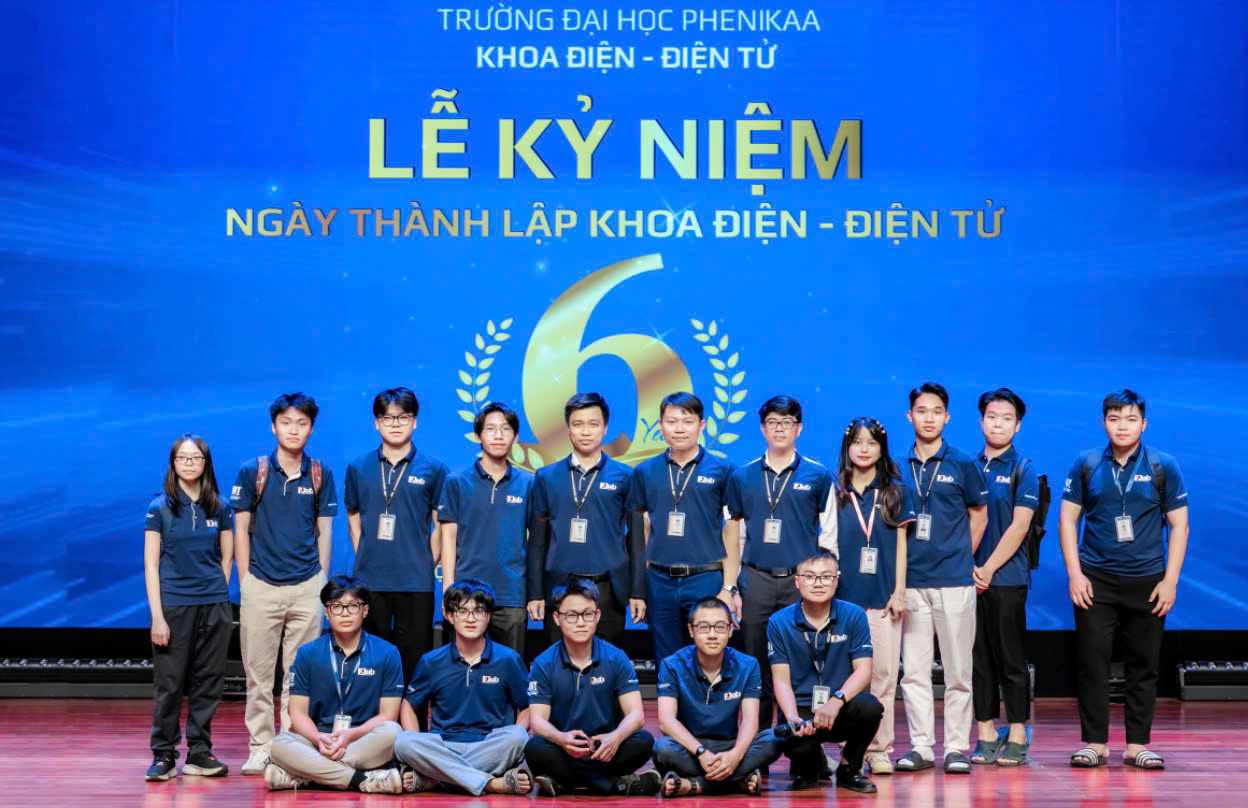 TRƯỜNG ĐẠI HỌC PHENIKAA
KHOA ĐIỆN - ĐIỆN TỬ
LỄ KỶ NIỆM
NGÀY THÀNH LẬP KHOA ĐIỆN - ĐIỆN TỬ
6